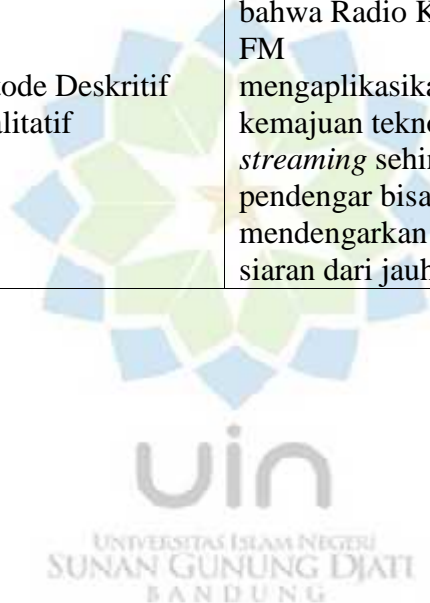 tode Deskritif
alitatif
bahwa Radio K
FM
mengaplikasika
kemajuan tekno
streaming sehin
pendengar bisa
mendengarkan
siaran dari jauh
uin
UNIVERSITAS ISLAM NEGERI
SUNAN GUNUNG DJATI
BANDUNG